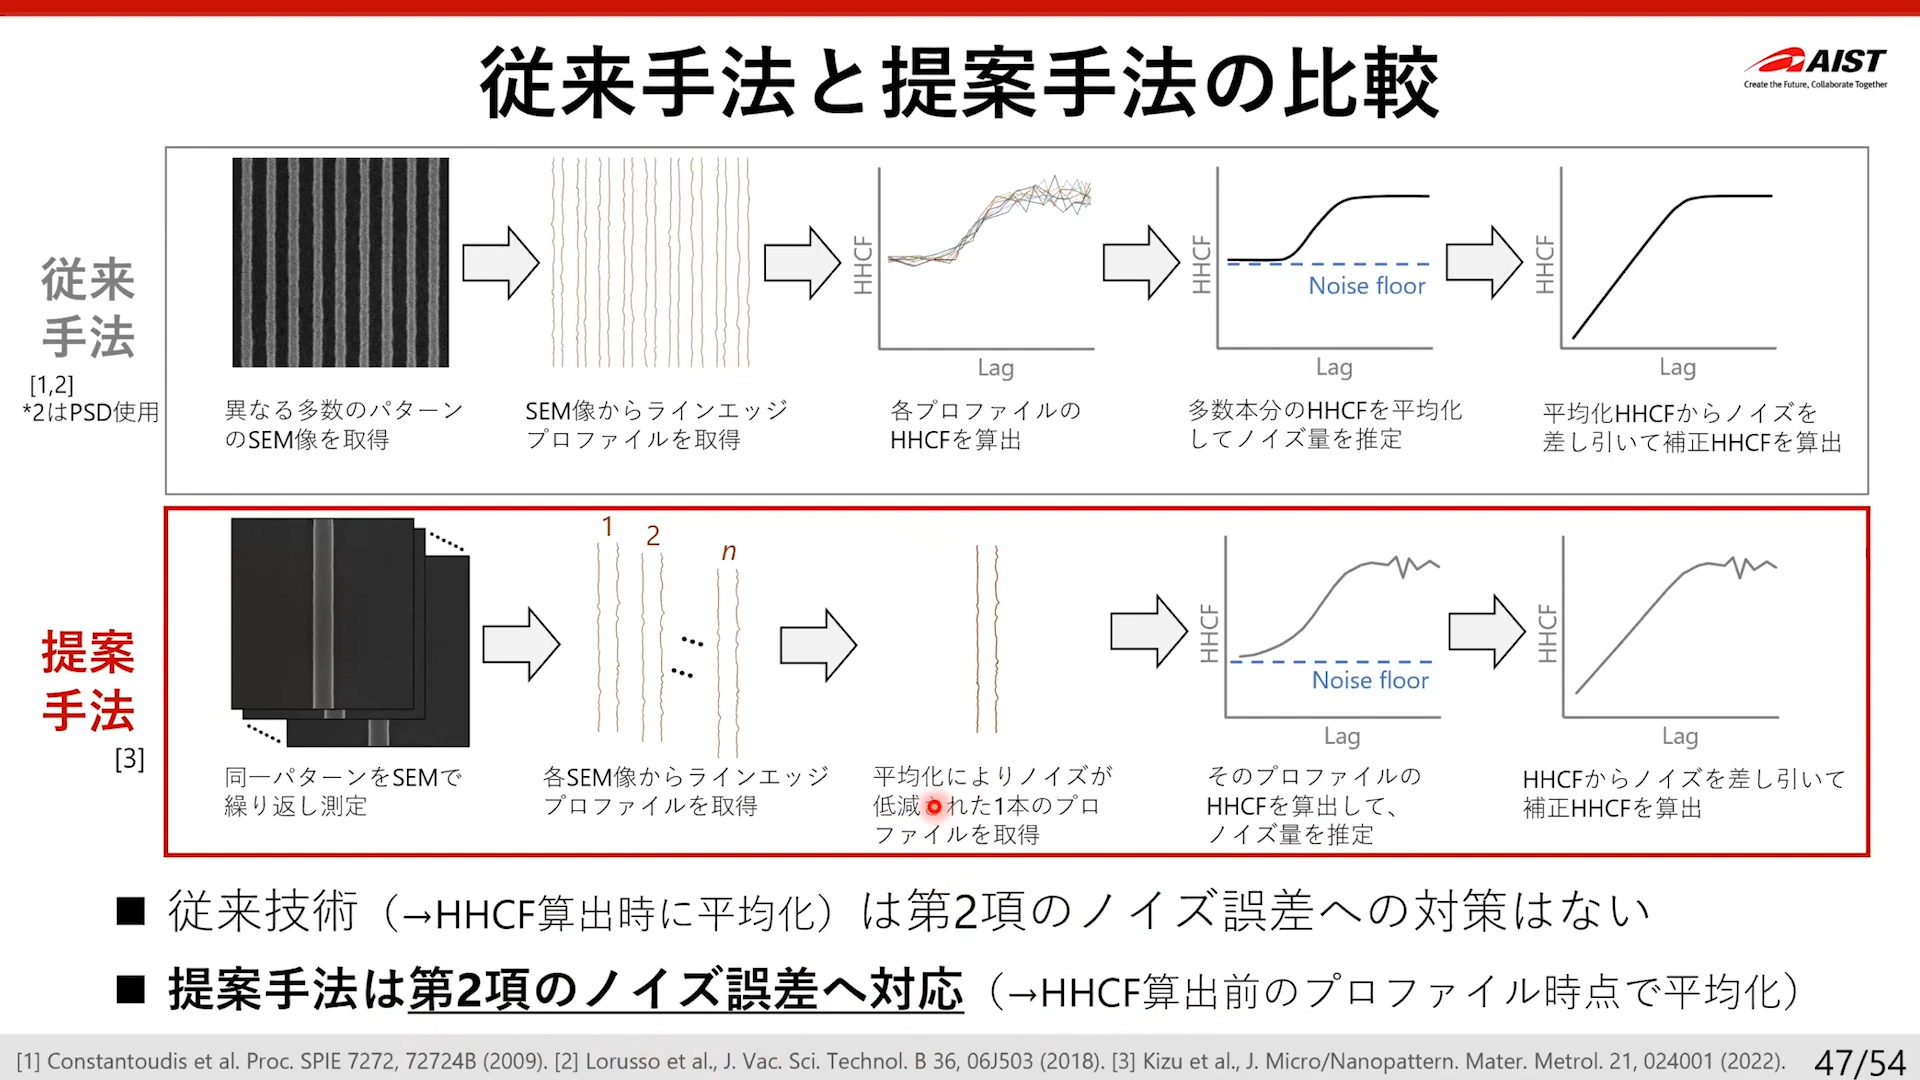 従来手法と提案手法の比較
AIST
Create the Future, Collaborate Together
従来
手法
[1,2]
*2はPSD使用
異なる多数のパターン
のSEM像を取得
SEM像からラインエッジ
プロファイルを取得
HHCF
Lag
各プロファイルの
HHCFを算出
HHCF
Noise floor
Lag
多数本分のHHCFを平均化
してノイズ量を推定
HHCF
Lag
平均化HHCFからノイズを
差し引いて補正HHCFを算出
提案
手法
[3]
同一パターンをSEMで
繰り返し測定
1
2
n
各SEM像からラインエッジ
プロファイルを取得
平均化によりノイズが
低減された1本のプロ
ファイルを取得
HHCF
Noise floor
Lag
そのプロファイルの
HHCFを算出して、
ノイズ量を推定
HHCF
Lag
HHCFからノイズを差し引いて
補正HHCFを算出
■ 従来技術（→HHCF算出時に平均化）は第2項のノイズ誤差への対策はない
■ 提案手法は第2項のノイズ誤差へ対応（→HHCF算出前のプロファイル時点で平均化）
[1] Constantoudis et al. Proc. SPIE 7272, 72724B (2009). [2] Lorusso et al., J. Vac. Sci. Technol. B 36, 06J503 (2018). [3] Kizu et al., J. Micro/Nanopattern. Mater. Metrol. 21, 024001 (2022).
47/54